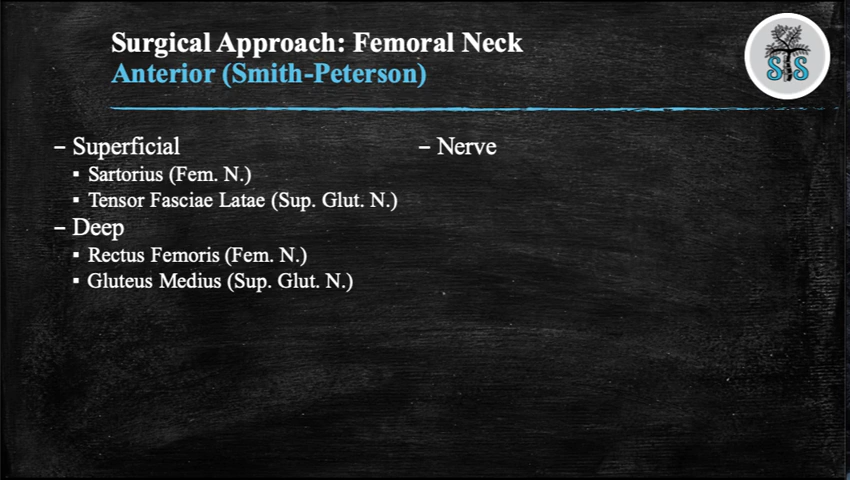 Surgical Approach: Femoral Neck
Anterior (Smith-Peterson)
– Superficial
▪ Sartorius (Fem. N.)
▪ Tensor Fasciae Latae (Sup. Glut. N.)
– Deep
▪ Rectus Femoris (Fem. N.)
▪ Gluteus Medius (Sup. Glut. N.)
– Nerve
STS